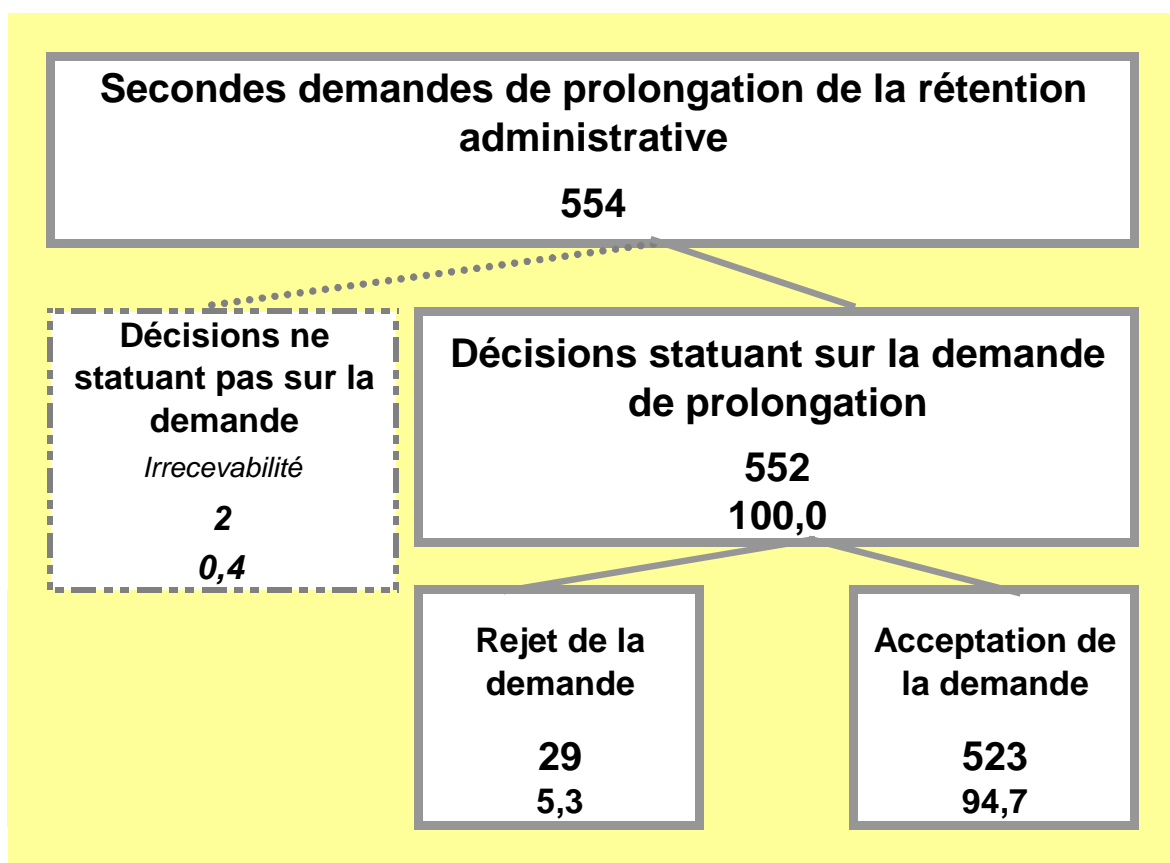 Secondes demandes de prolongation de la rétention
administrative
554
Décisions ne
statuant pas sur la
demande
Irrecevabilité
2
0,4
Décisions statuant sur la demande
de prolongation
552
100,0
Rejet de la
demande
29
5,3
Acceptation de
la demande
523
94,7